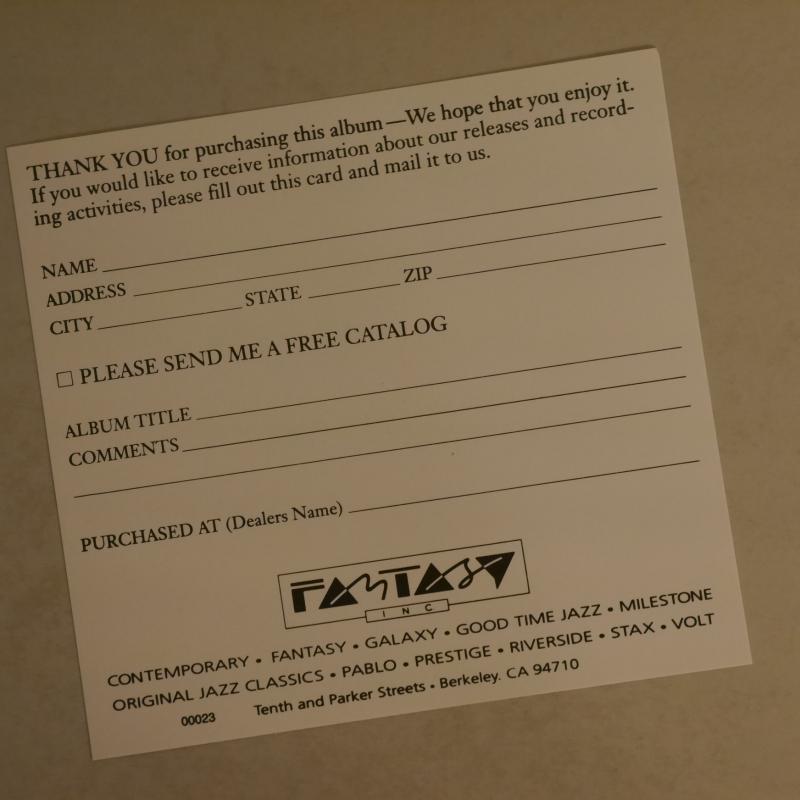 THANK YOU for purchasing this album—We hope that you enjoy it.
If you would like to receive information about our releases and record-
ing activities, please fill out this card and mail it to us.
NAME
ADDRESS
CITY STATE ZIP
PLEASE SEND ME A FREE CATALOG
ALBUM TITLE
COMMENTS
PURCHASED AT (Dealers Name)
FANTASY
INC
CONTEMPORARY • FANTASY • GALAXY • GOOD TIME JAZZ • MILESTONE
ORIGINAL JAZZ CLASSICS • PABLO • PRESTIGE • RIVERSIDE • STAX • VOLT
00023 Tenth and Parker Streets • Berkeley. CA 94710